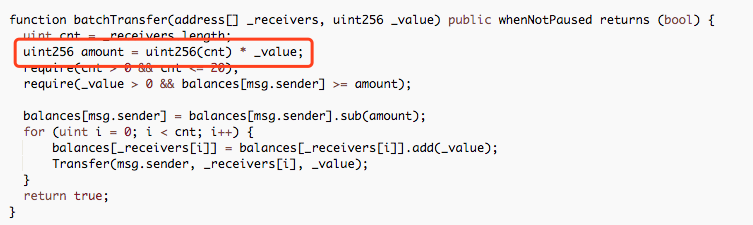 function batchTransfer(address[] _receivers, uint256 _value) public whenNotPaused returns (bool) {
uint cnt = _receivers.length;
uint256 amount = uint256(cnt) * _value;
require(cnt > 0 && cnt <= 20);
require(_value > 0 && balances[msg.sender] >= amount);
balances[msg.sender] = balances[msg.sender].sub(amount);
for (uint i = 0; i < cnt; i++) {
balances[_receivers[i]] = balances[_receivers[i]].add(_value);
Transfer(msg.sender, _receivers[i], _value);
}
return true;
}